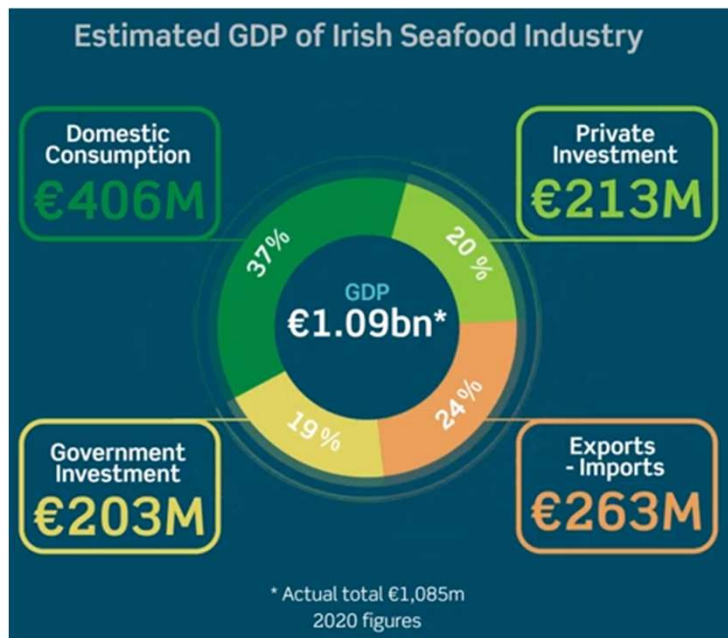 Estimated GDP of Irish Seafood Industry
Domestic
Consumption
€406M
Private
Investment
€213M
37%
20 %
GDP
€1.09bn*
19 %
24%
Government
Investment
€203M
Exports
- Imports
€263M
* Actual total €1,085m
2020 figures